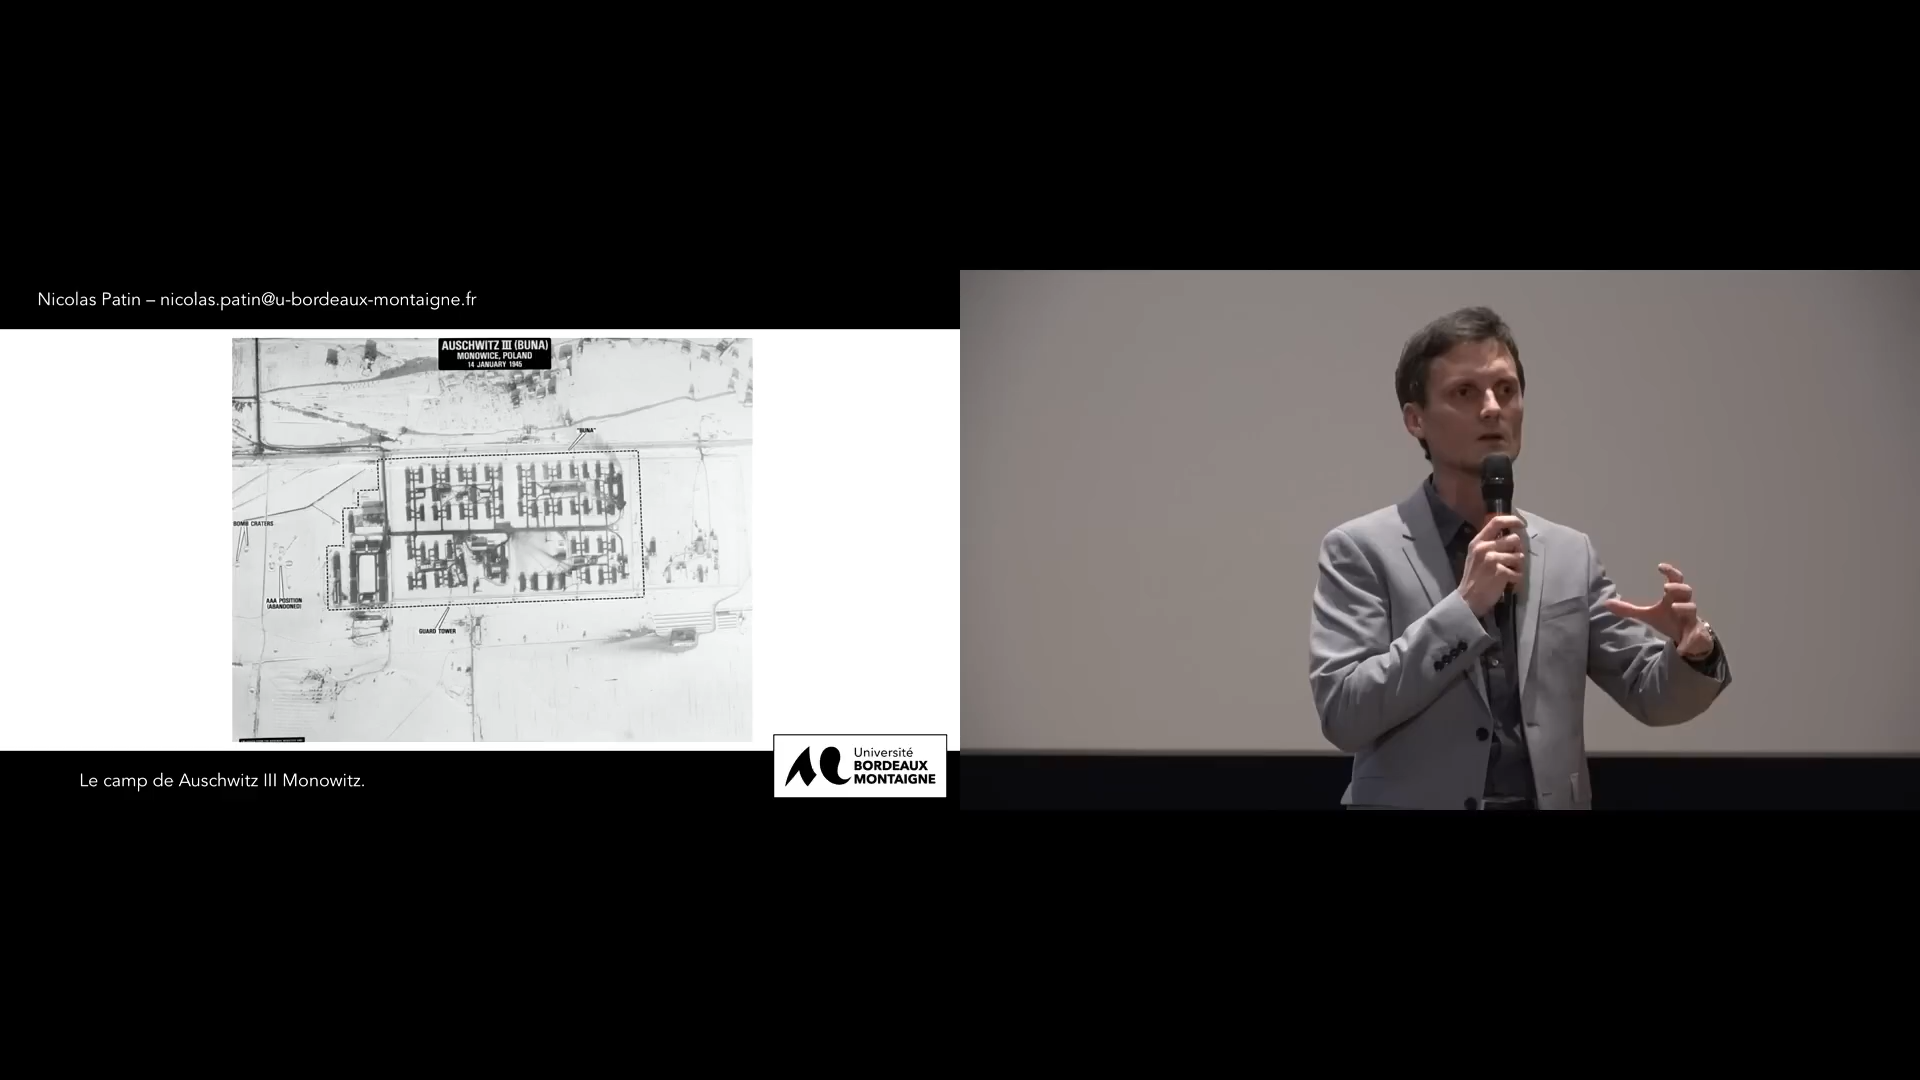 Nicolas Patin – nicolas.patin@u-bordeaux-montaigne.fr
AUSCHWITZ III (BUNA)
MONOWICE, POLAND
14 JANUARY 1945
"BUNA"
BOMB CRATERS
AAA POSITION
(ABANDONED)
GUARD TOWER
Le camp de Auschwitz III Monowitz.
Université
BORDEAUX
MONTAIGNE